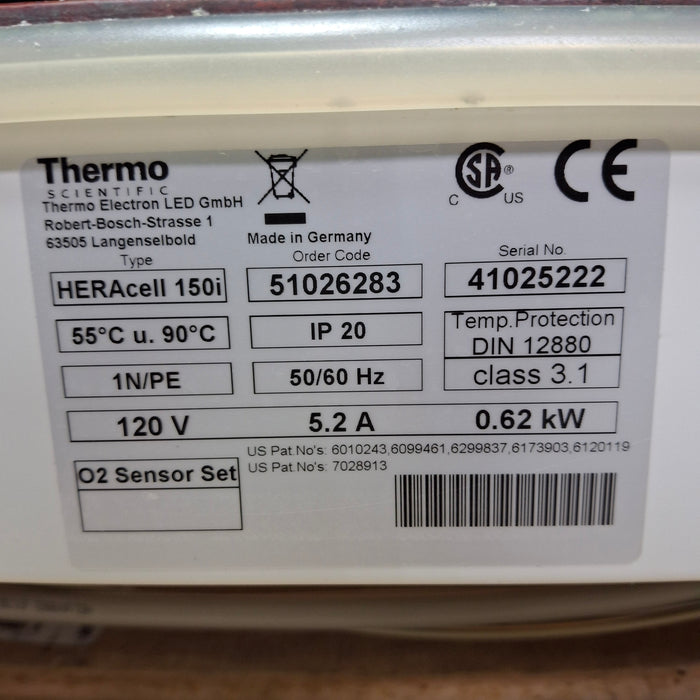 Thermo
SCIENTIFIC
Thermo Electron LED GmbH
Robert-Bosch-Strasse 1
63505 Langenselbold
Made in Germany
C SA ® US
CE
Type
Order Code
Serial No.
HERAcell 150i
51026283
41025222
55°C u. 90°C
IP 20
Temp.Protection
DIN 12880
1N/PE
50/60 Hz
class 3.1
120 V 5.2 A 0.62 kW
US Pat.No's: 6010243,6099461,6299837,6173903,6120119
US Pat.No's: 7028913
O2 Sensor Set